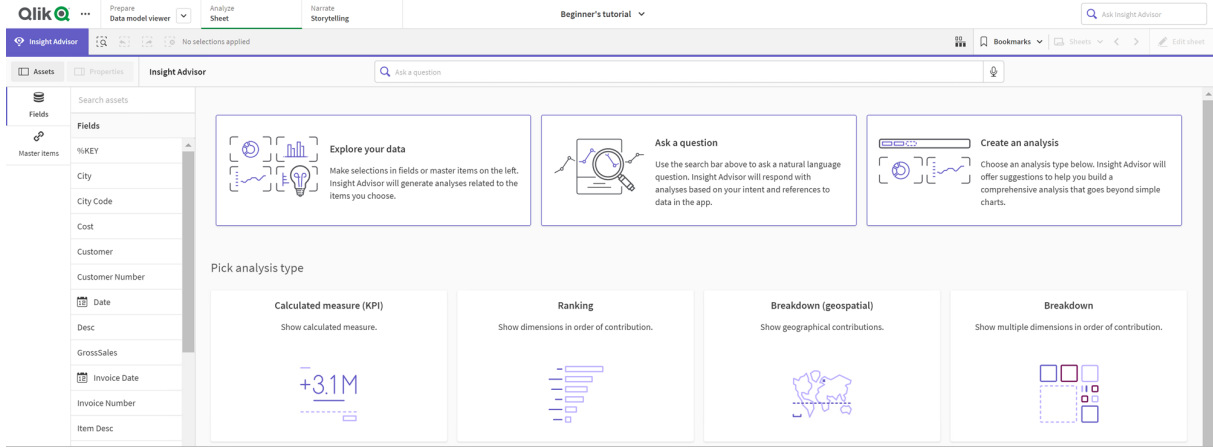 Qlik
Prepare
Data model viewer
Analyze
Sheet
Narrate
Storytelling
Beginner's tutorial
Ask Insight Advisor
Insight Advisor
No selections applied
Bookmarks
Sheets
Edit sheet
Assets
Properties
Insight Advisor
Ask a question
Fields
Master Items
Search assets
Fields
%KEY
City
City Code
Cost
Customer
Customer Number
Date
Desc
GrossSales
Invoice Date
Invoice Number
Item Desc
Explore your data
Make selections in fields or master items on the left.
Insight Advisor will generate analyses related to the
items you choose.
Ask a question
Use the search bar above to ask a natural language
question. Insight Advisor will respond with
analyses based on your intent and references to
data in the app.
Create an analysis
Choose an analysis type below. Insight Advisor will
offer suggestions to help you build a
comprehensive analysis that goes beyond simple
charts.
Pick analysis type
Calculated measure (KPI)
Show calculated measure.
+3.1M
Ranking
Show dimensions in order of contribution.
Breakdown (geospatial)
Show geographical contributions.
Breakdown
Show multiple dimensions in order of contribution.